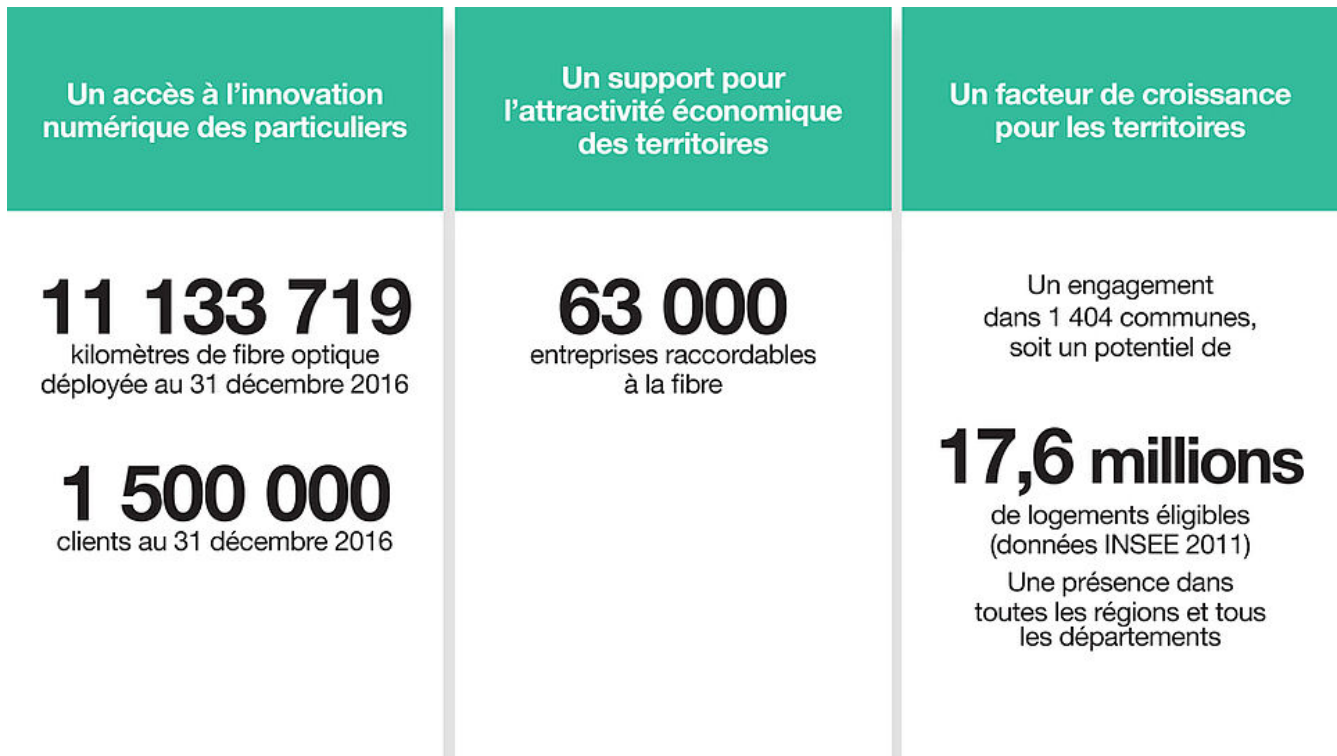 Un accès à l’innovation
numérique des particuliers
11 133 719
kilomètres de fibre optique
déployée au 31 décembre 2016
1 500 000
clients au 31 décembre 2016
Un support pour
l’attractivité économique
des territoires
63 000
entreprises raccordables
à la fibre
Un facteur de croissance
pour les territoires
Un engagement
dans 1 404 communes,
soit un potentiel de
17,6 millions
de logements éligibles
(données INSEE 2011)
Une présence dans
toutes les régions et tous
les départements